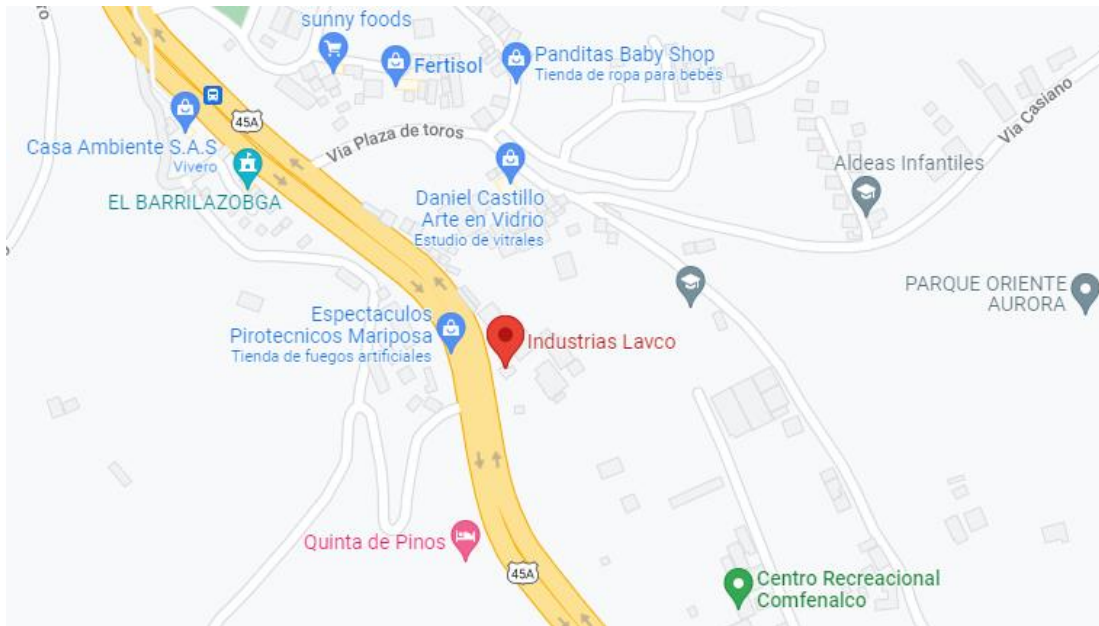 sunny foods
Fertisol
Panditas Baby Shop
Tienda de ropa para bebés
45A
Via Plaza de toros
Via Casiano
Casa Ambiente S.A.S
Vivero
EL BARRILAZOBGA
Daniel Castillo
Arte en Vidrio
Estudio de vitrales
Aldeas Infantiles
PARQUE ORIENTE
AURORA
Espectaculos
Pirotecnicos Mariposa
Tienda de fuegos artificiales
Industrias Lavco
Quinta de Pinos
45A
Centro Recreacional
Comfenalco